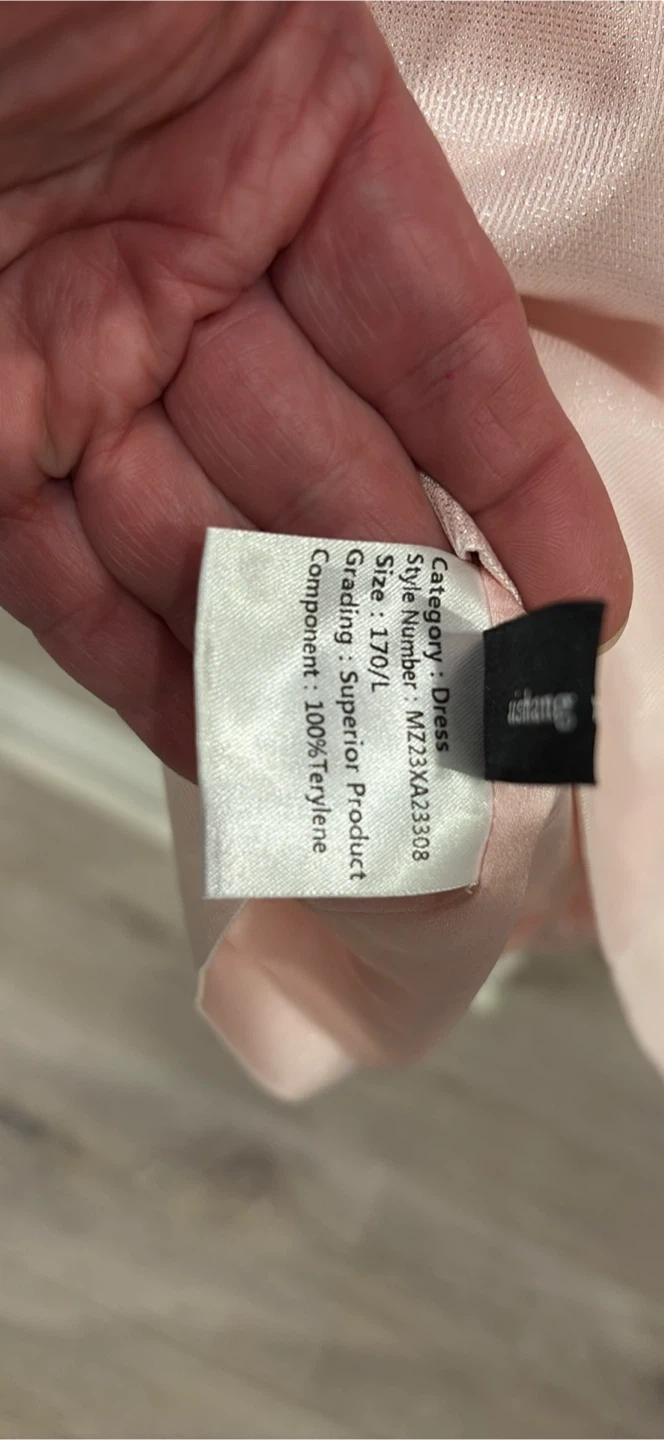 Category : Dress
Style Number : MZ23XA23308
Size : 170/L
Grading : Superior Product
Component : 100%Terylene